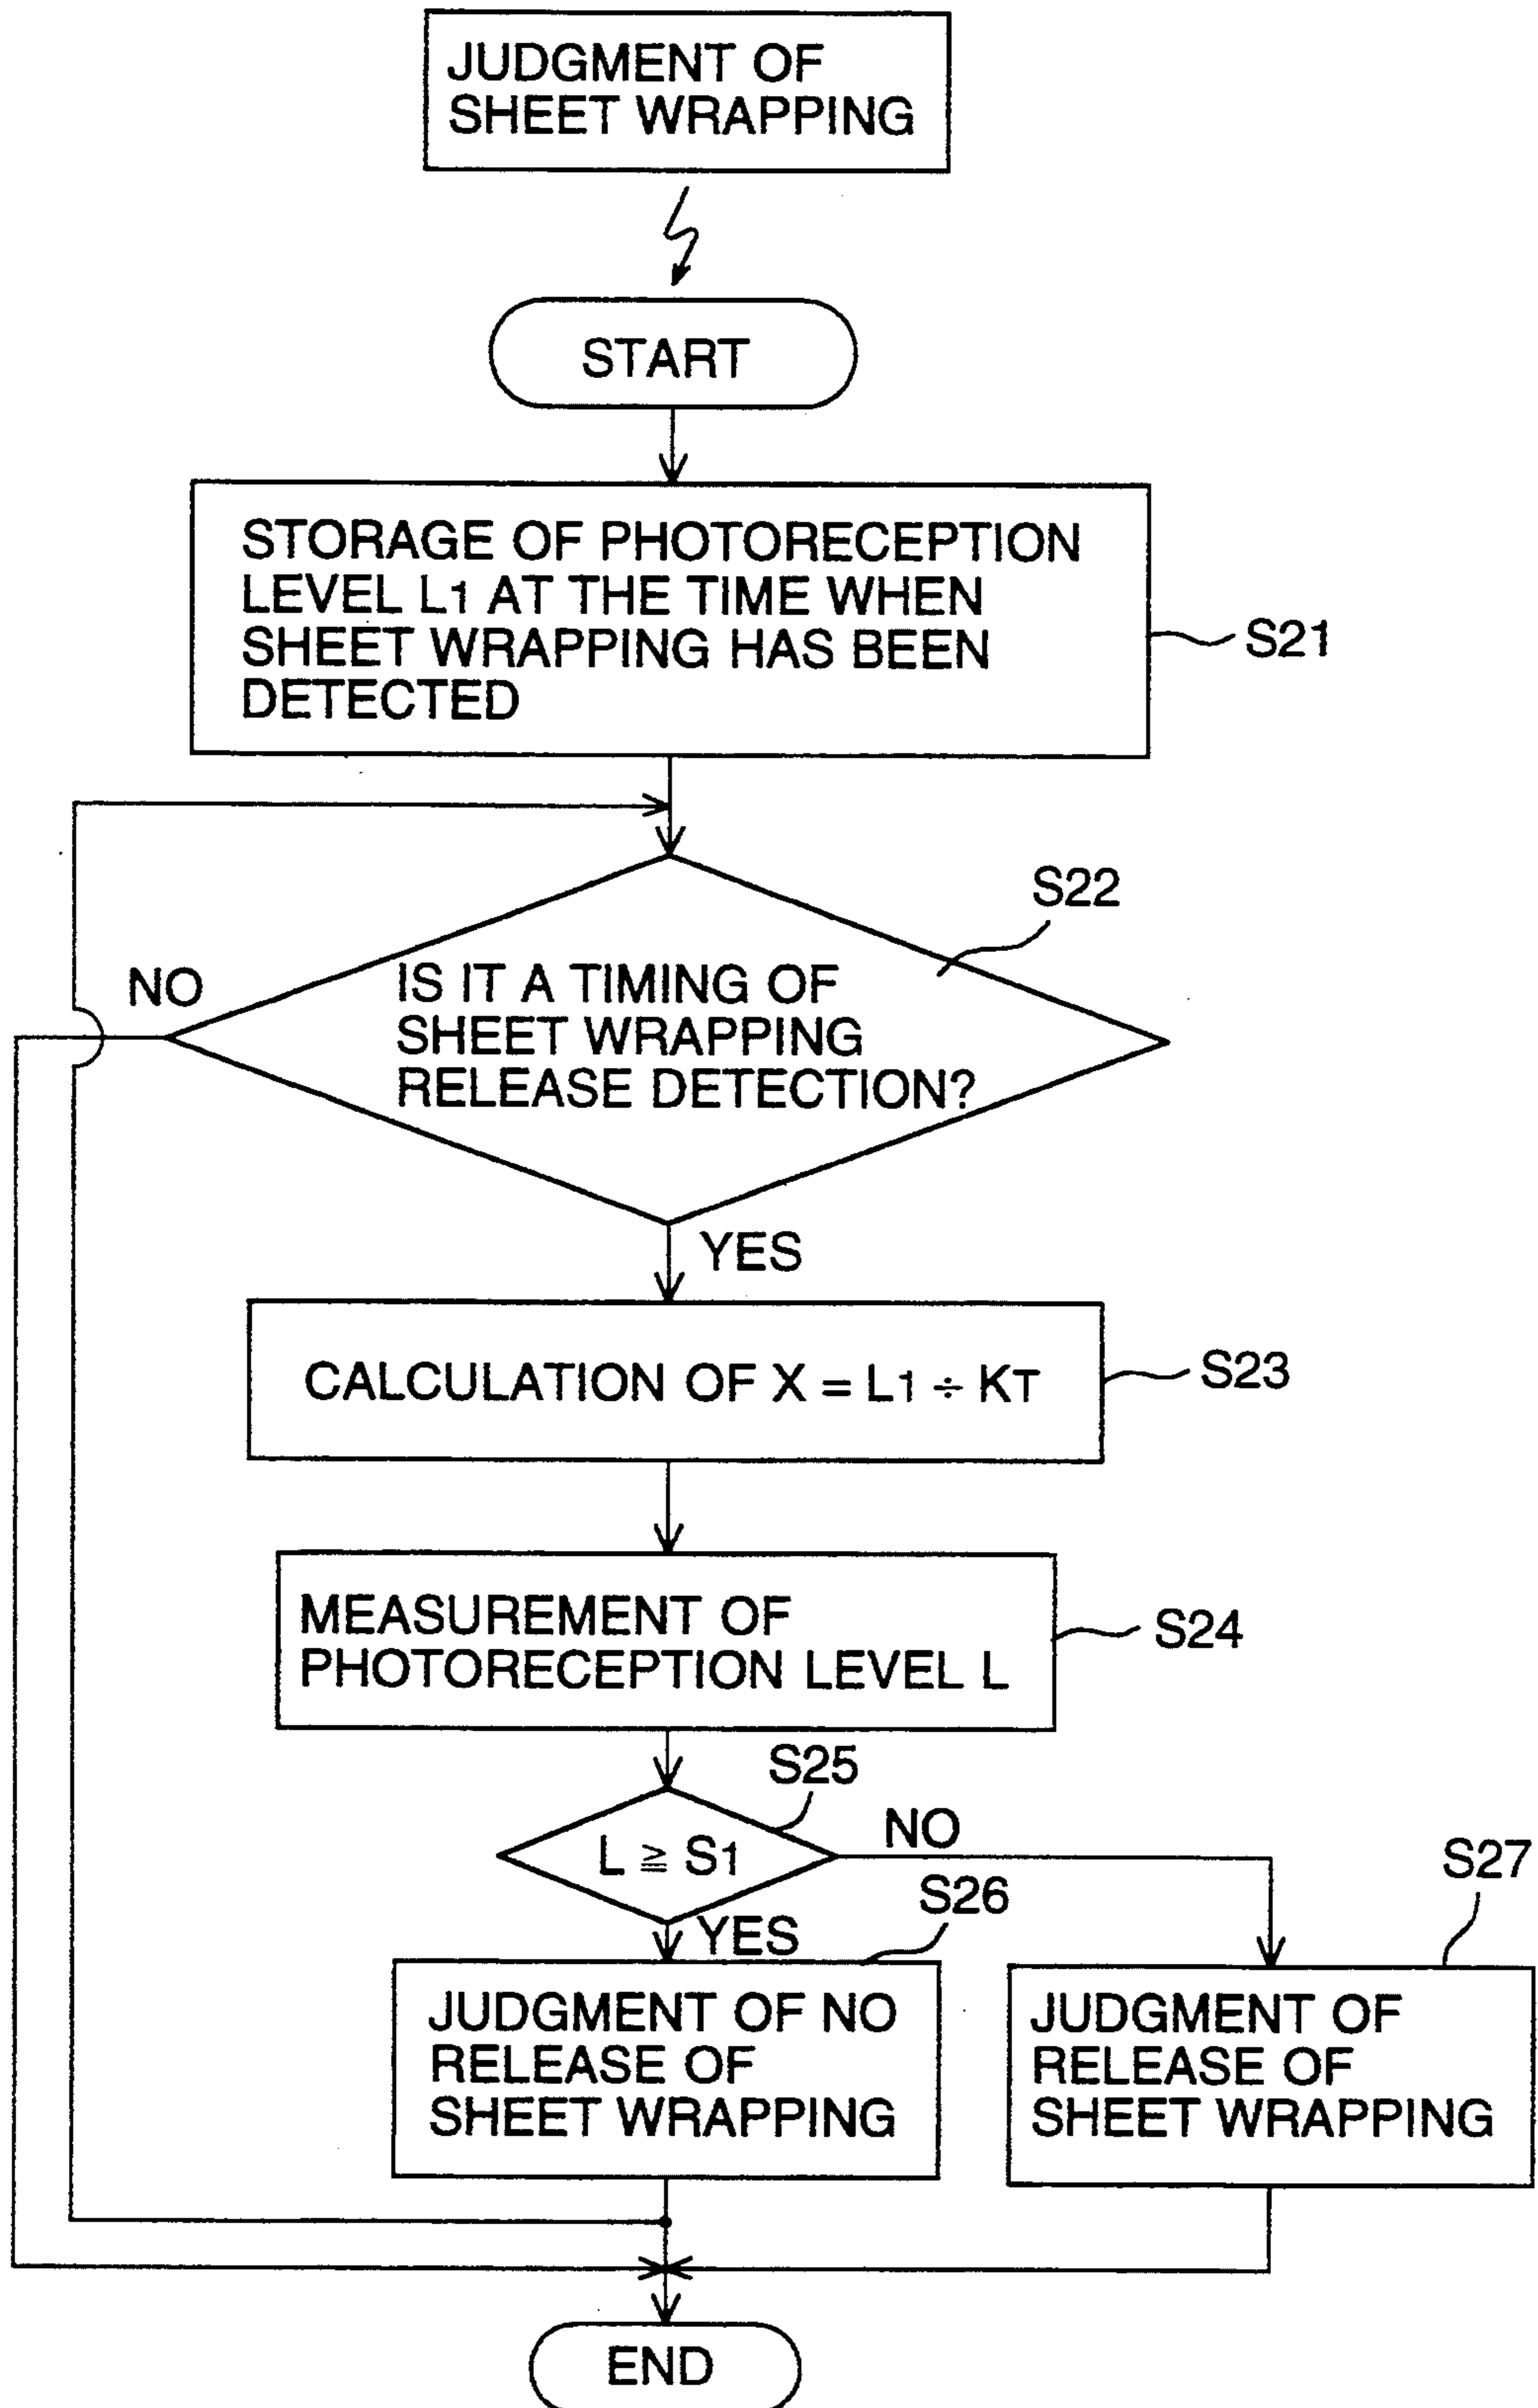 JUDGMENT OF
SHEET WRAPPING
START
STORAGE OF PHOTORECEPTION
LEVEL L1 AT THE TIME WHEN
SHEET WRAPPING HAS BEEN
DETECTED
S21
S22
NO
IS IT A TIMING OF
SHEET WRAPPING
RELEASE DETECTION?
YES
CALCULATION OF X = L1 ÷ KT
S23
MEASUREMENT OF
PHOTORECEPTION LEVEL L
S24
S25
L ≧ S1
NO
YES
S26
S27
JUDGMENT OF NO
RELEASE OF
SHEET WRAPPING
JUDGMENT OF
RELEASE OF
SHEET WRAPPING
END